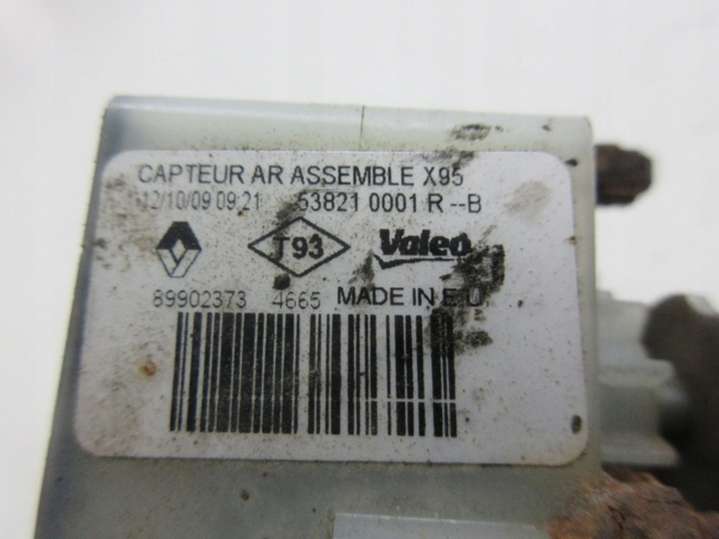 CAPTEUR AR ASSEMBLE X95
12/10/09 09:21 53821 0001 R --B
T93 Valeo
89902373 4665 MADE IN E.U.